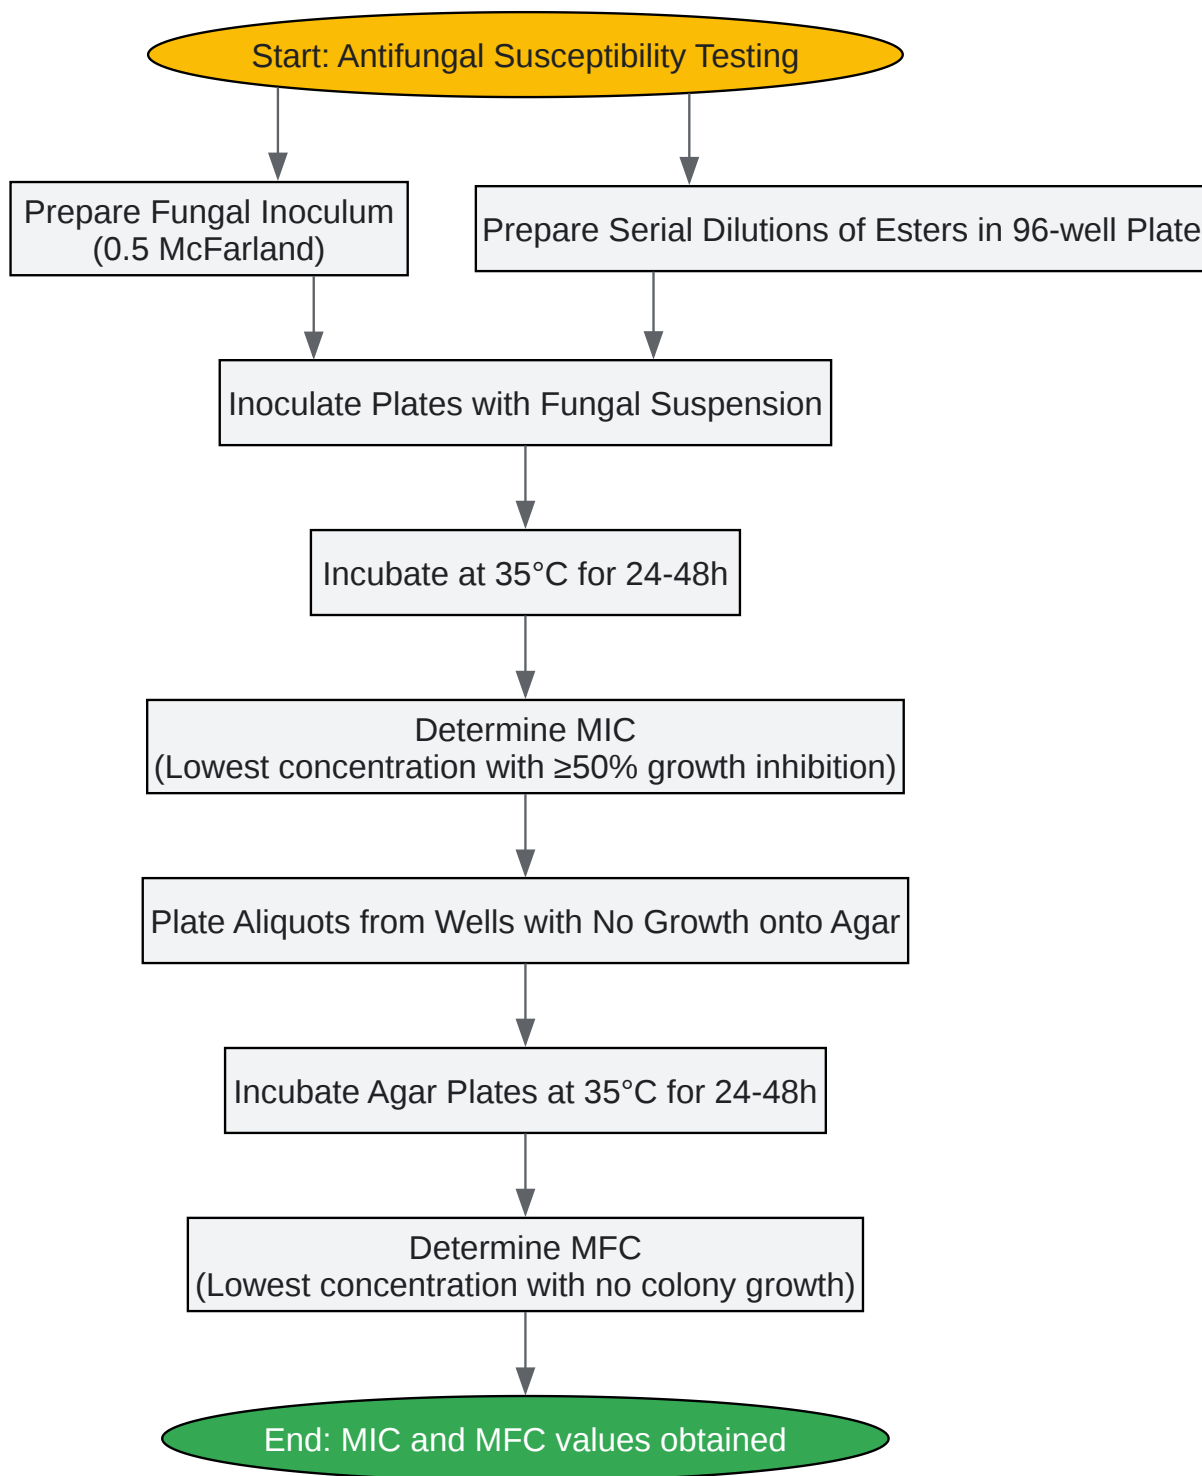 Start: Antifungal Susceptibility Testing
Prepare Fungal Inoculum
(0.5 McFarland)
Prepare Serial Dilutions of Esters in 96-well Plate
Inoculate Plates with Fungal Suspension
Incubate at 35°C for 24-48h
Determine MIC
(Lowest concentration with ≥50% growth inhibition)
Plate Aliquots from Wells with No Growth onto Agar
Incubate Agar Plates at 35°C for 24-48h
Determine MFC
(Lowest concentration with no colony growth)
End: MIC and MFC values obtained